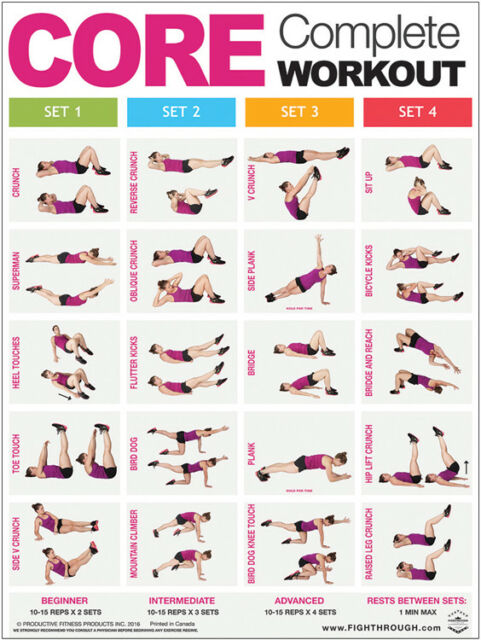 CORE Complete
WORKOUT
SET 1
SET 2
SET 3
SET 4
CRUNCH
REVERSE CRUNCH
V CRUNCH
SIT UP
SUPERMAN
OBLIQUE CRUNCH
SIDE PLANK
HOLD FOR TIME
BICYCLE KICKS
HEEL TOUCHES
FLUTTER KICKS
BRIDGE
BRIDGE AND REACH
TOE TOUCH
BIRD DOG
PLANK
HOLD FOR TIME
HIP LIFT CRUNCH
SIDE V CRUNCH
MOUNTAIN CLIMBER
BIRD DOG KNEE TOUCH
RAISED LEG CRUNCH
BEGINNER
10-15 REPS X 2 SETS
INTERMEDIATE
10-15 REPS X 3 SETS
ADVANCED
10-15 REPS X 4 SETS
RESTS BETWEEN SETS:
1 MIN MAX
© PRODUCTIVE FITNESS PRODUCTS INC. 2016 Printed in Canada
WE STRONGLY RECOMMEND YOU CONSULT A PHYSICIAN BEFORE BEGINNING ANY EXERCISE REGIME.
www.FIGHTHROUGH.com